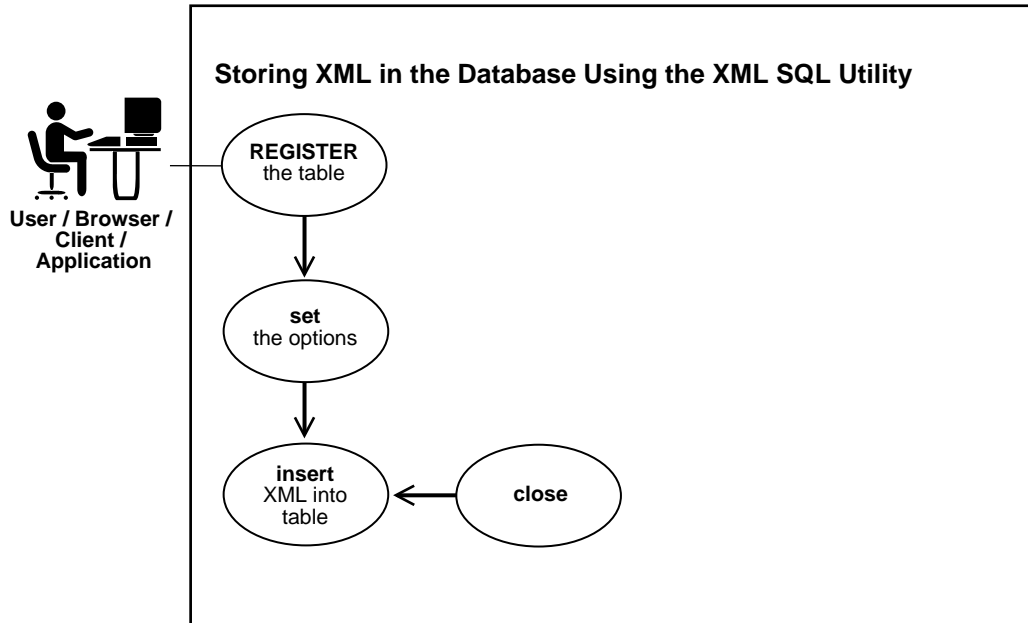 Storing XML in the Database Using the XML SQL Utility
User / Browser /
Client /
Application
REGISTER
the table
set
the options
insert
XML into
table
close